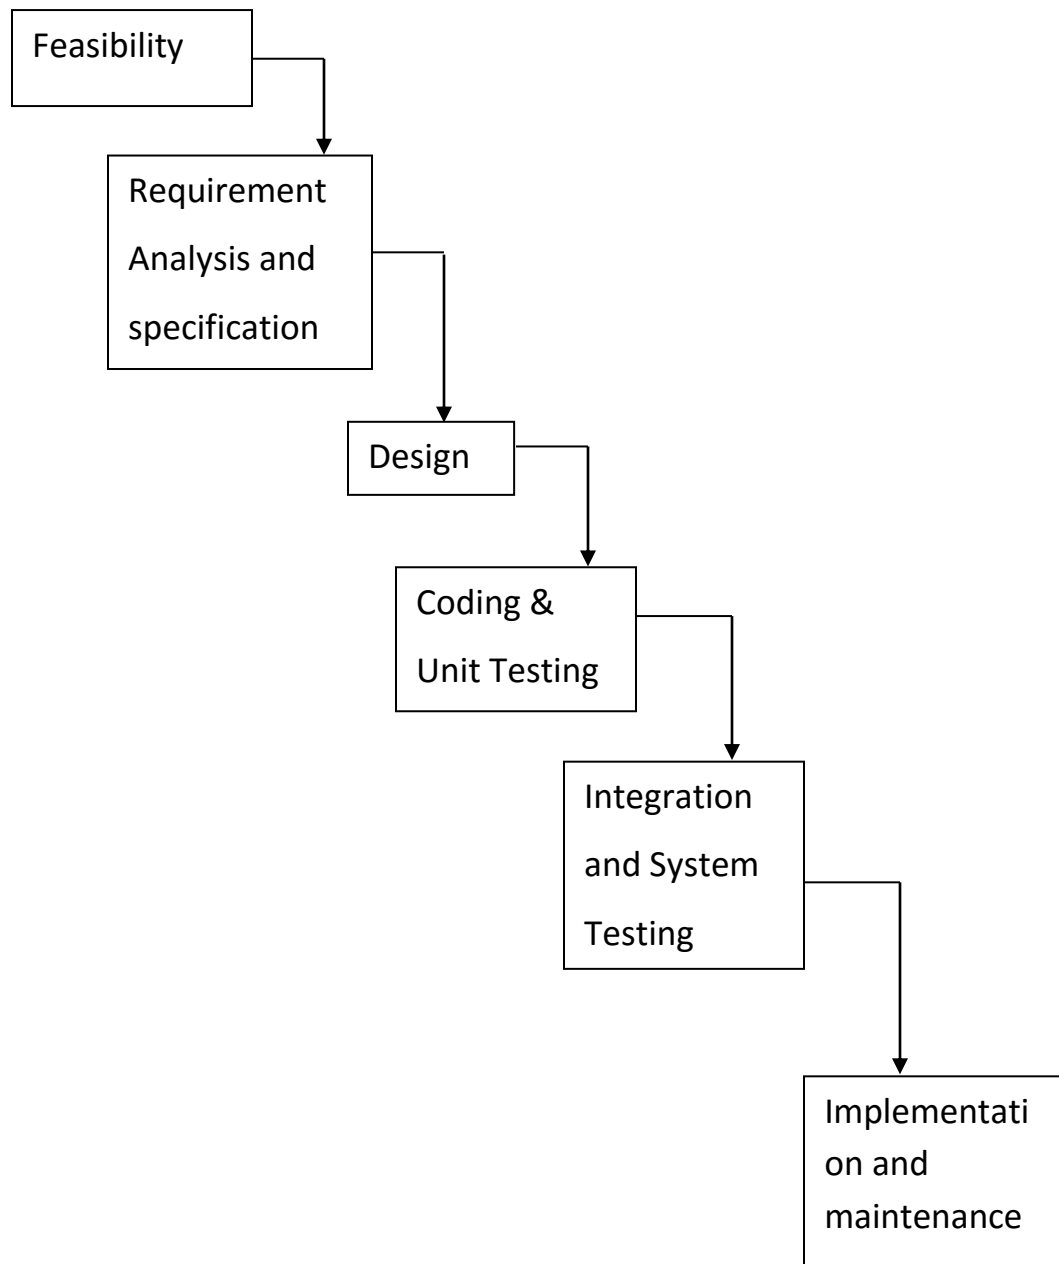 Feasibility
Requirement
Analysis and
specification
Design
Coding &
Unit Testing
Integration
and System
Testing
Implementati
on and
maintenance